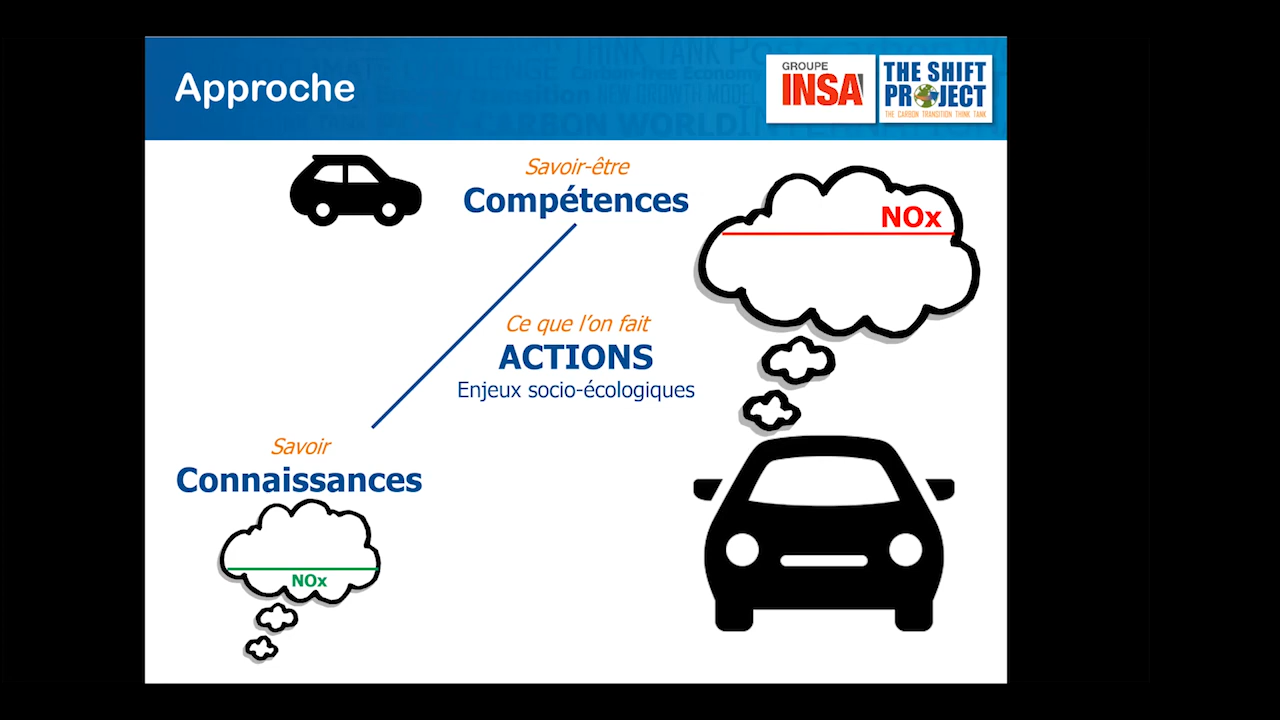 Approche
GROUPE
INSA
THE SHIFT
PROJECT
THE CARBON TRANSITION THINK TANK
Savoir-être
Compétences
NOx
Ce que l'on fait
ACTIONS
Enjeux socio-écologiques
Savoir
Connaissances
NOx